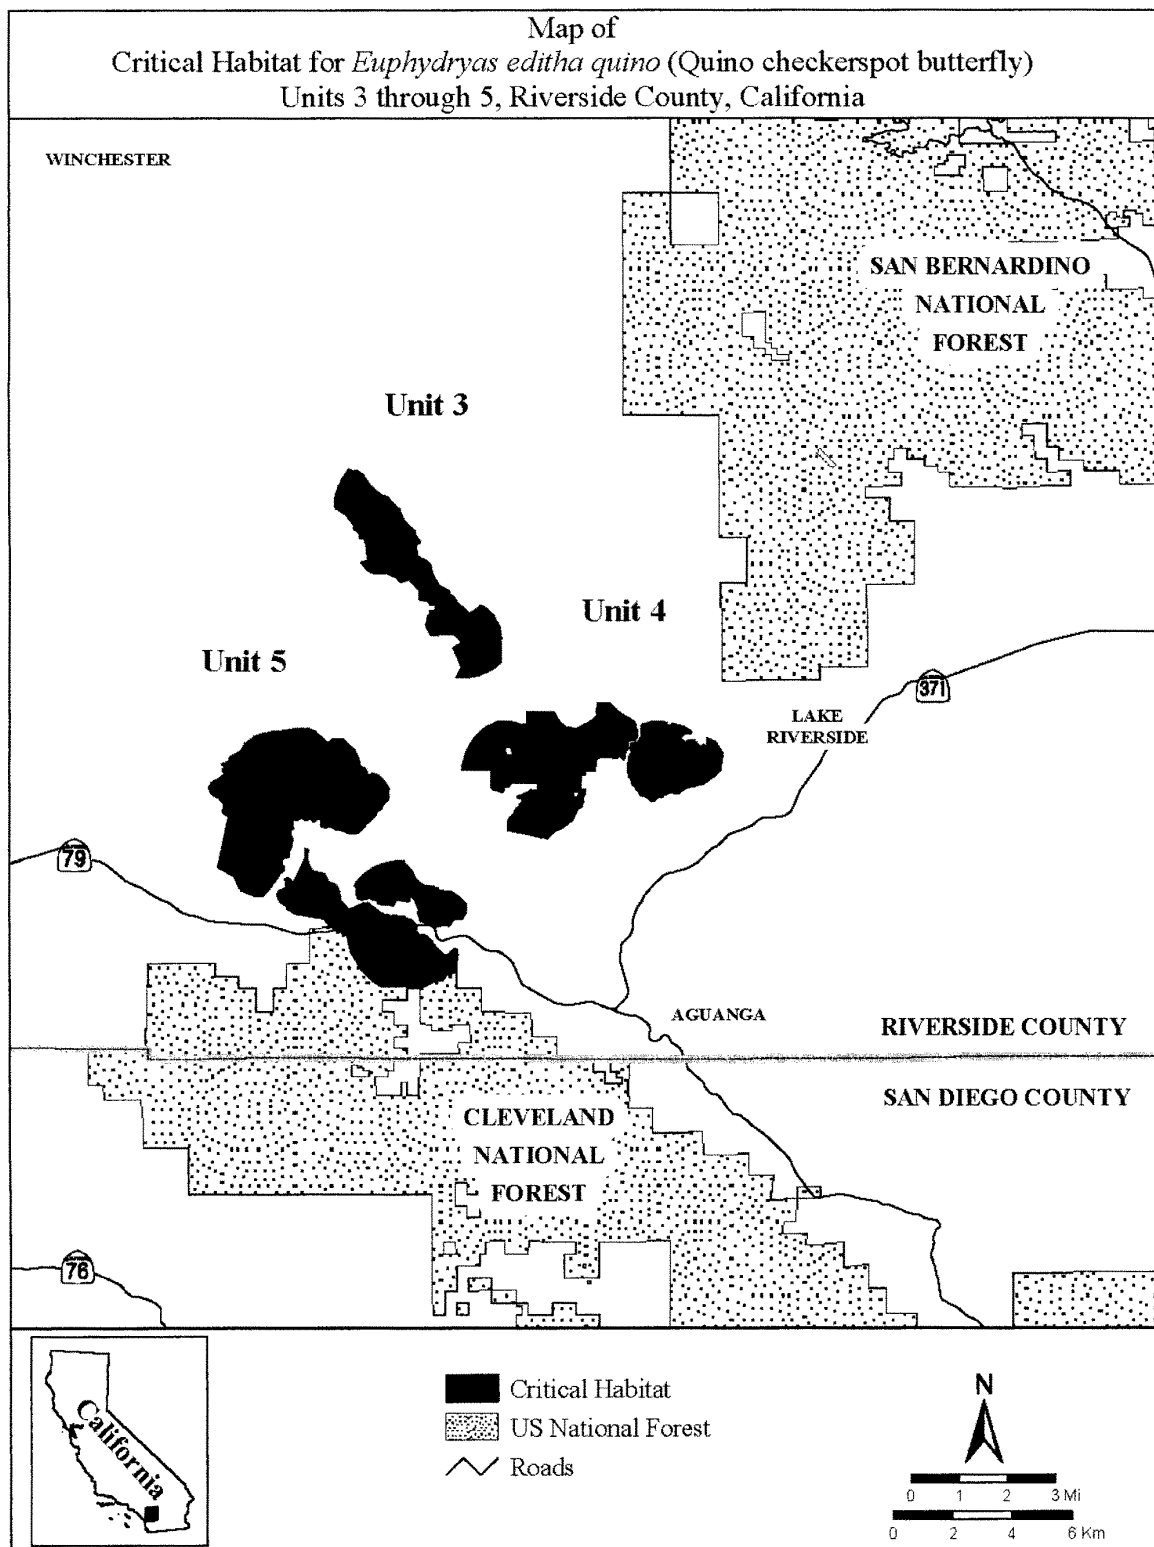 Map of
Critical Habitat for Euphydryas editha quino (Quino checkerspot butterfly)
Units 3 through 5, Riverside County, California
WINCHESTER
SAN BERNARDINO
NATIONAL
FOREST
Unit 3
Unit 4
Unit 5
371
LAKE
RIVERSIDE
79
AGUANGA
RIVERSIDE COUNTY
SAN DIEGO COUNTY
CLEVELAND
NATIONAL
FOREST
76
California
Critical Habitat
US National Forest
Roads
N
0 1 2 3 Mi
0 2 4 6 Km